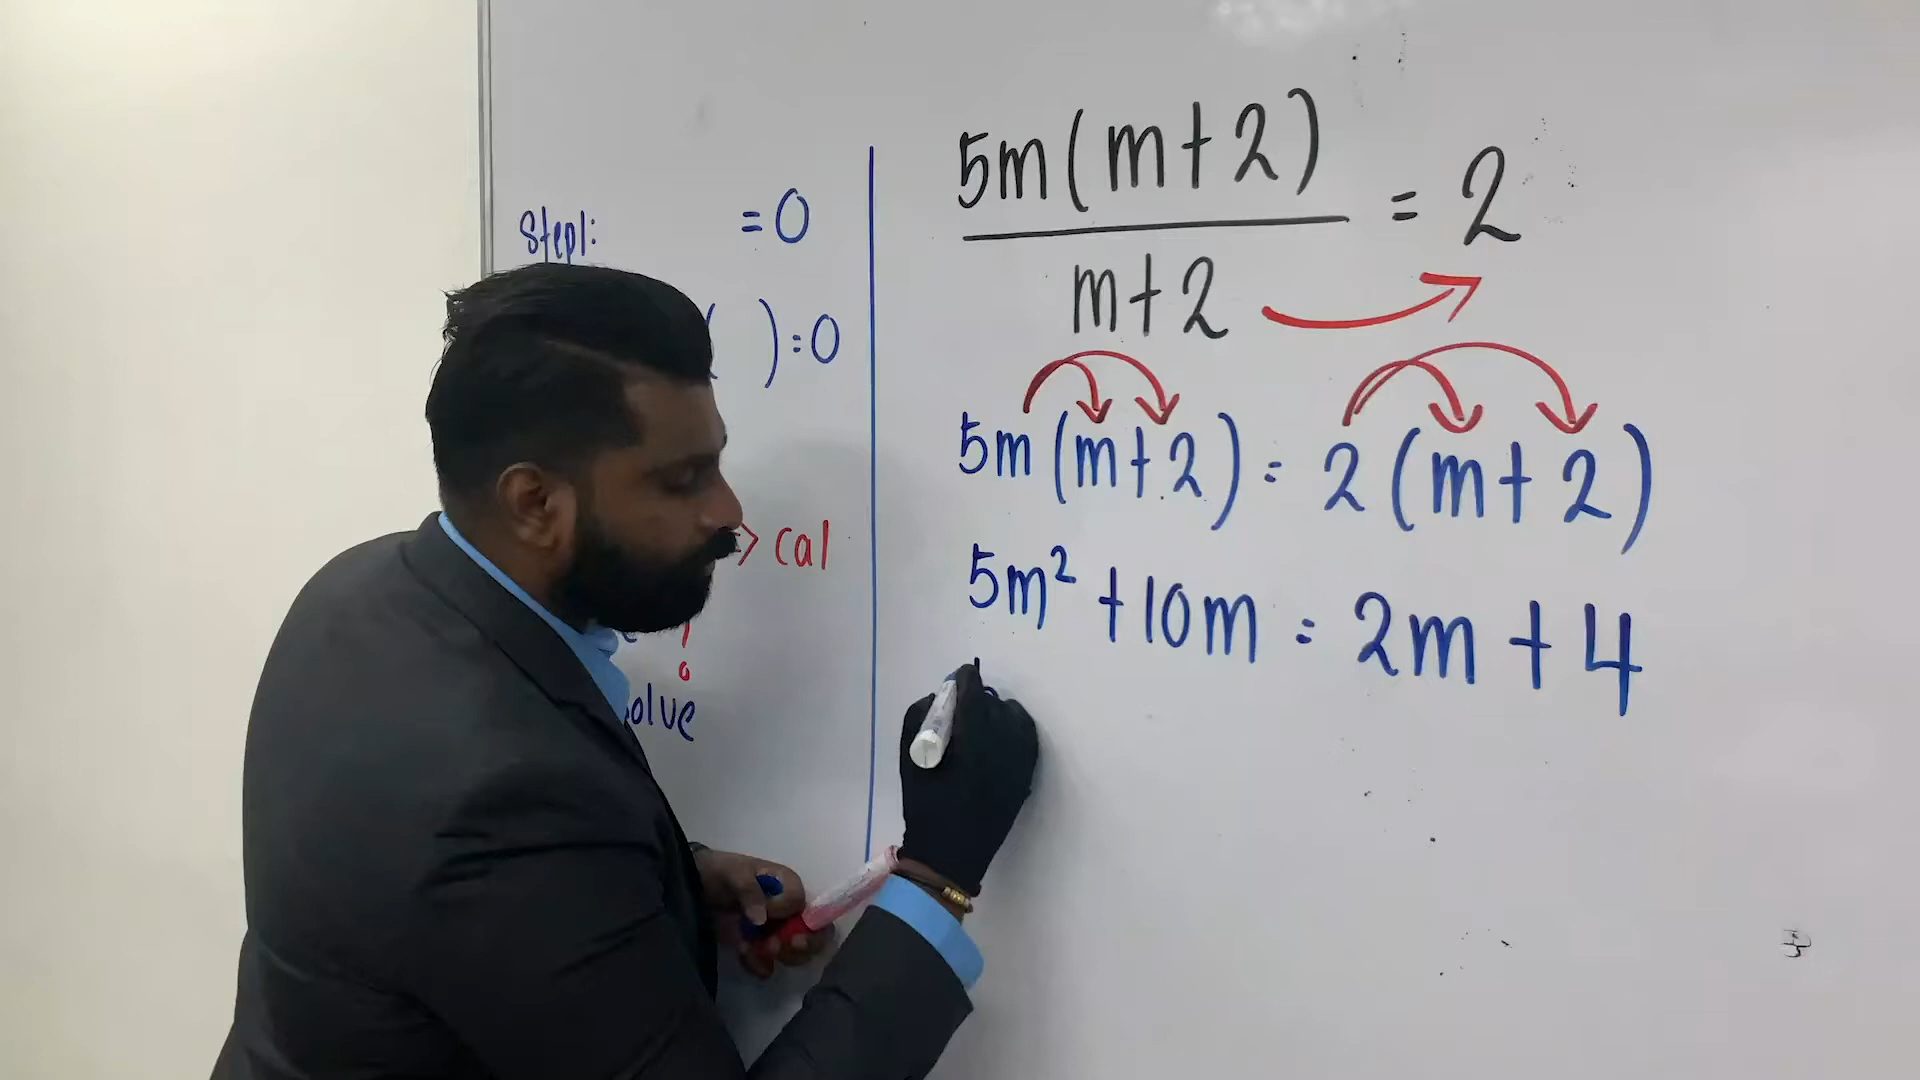 Step1: =0
( )=0
=> cal
solve
5m(m+2)
m+2
= 2
5m(m+2) = 2(m+2)
5m² +10m = 2m + 4